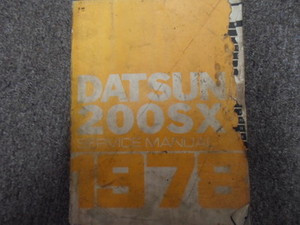 DATSUN
200SX
SERVICE MANUAL
1978